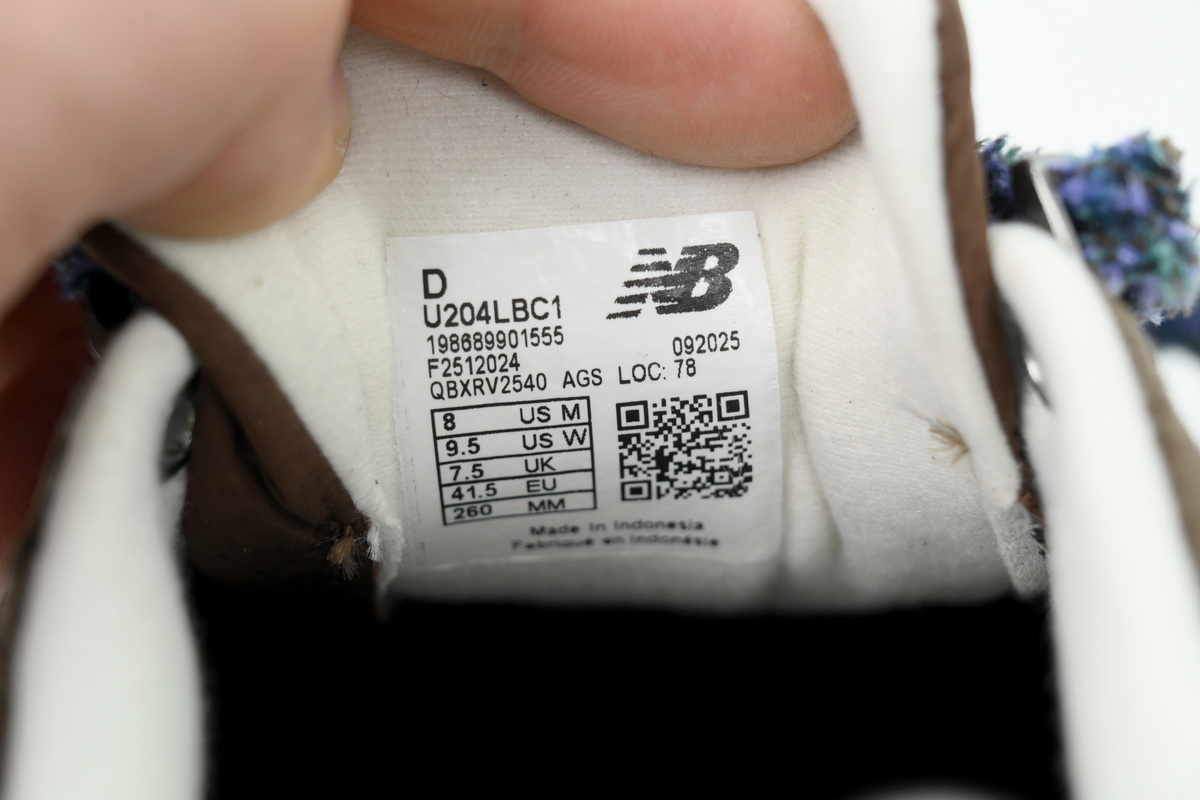 D
NB
U204LBC1
198689901555
092025
F2512024
QBXRV2540 AGS LOC: 78
8 US M
9.5 US W
7.5 UK
41.5 EU
260 MM
Made in Indonesia
Fabriqué en Indonésie